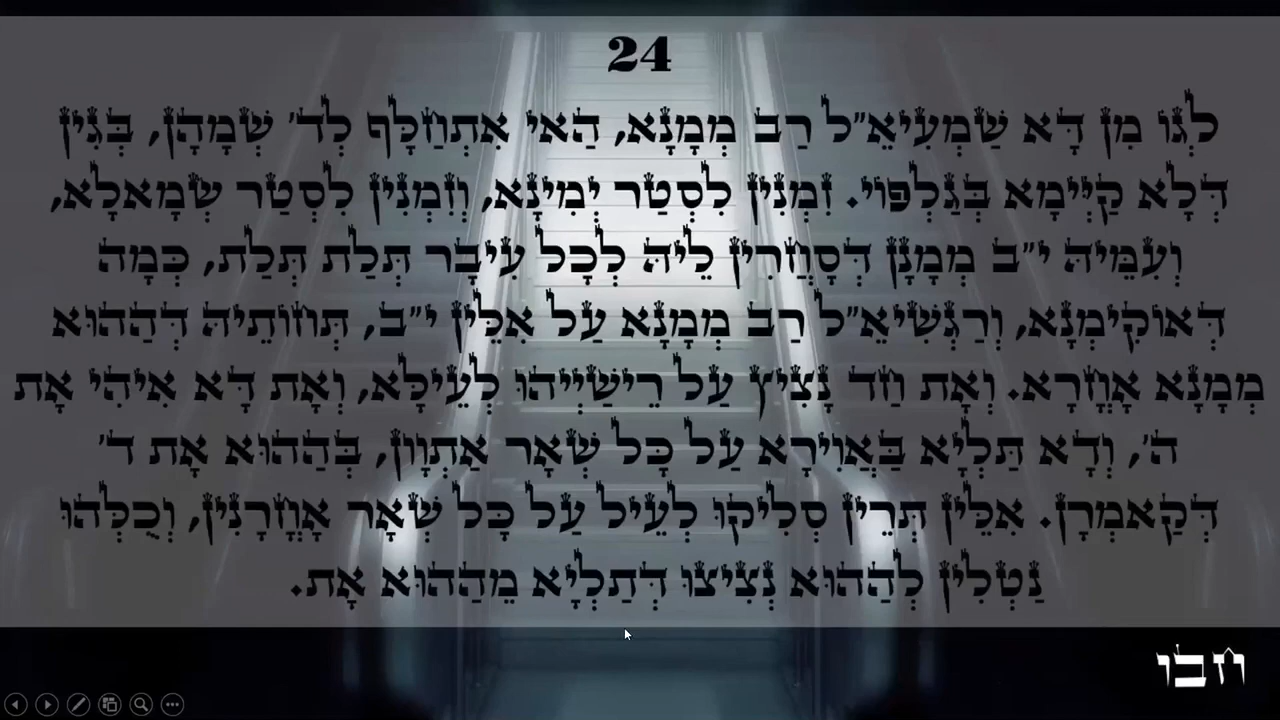 24
לְגוֹ מִן דָּא שַׁמְעִיאֵ״ל רַב מְמָנָא, הַאי אִתְחַלָּף לְד׳ שְׁמָהָן, בְּגִין
דְּלָא קַיְּימָא בְּגַלְפּוֹי. זִמְנִין לִסְטַר יְמִינָא, וְזִמְנִין לִסְטַר שְׂמָאלָא,
וְעִמֵּיהּ י״ב מְמָנָן דְּסָחֲרִין לֵיהּ לְכָל עִיבָר תְּלַת תְּלַת, כְּמָה
דְּאוֹקִימְנָא, וְרַגְשִׁיאֵ״ל רַב מְמָנָא עַל אִלֵּין י״ב, תְּחוֹתֵיהּ דְּהַהוּא
מְמָנָא אָחֳרָא. וְאָת חַד נָצִיץ עַל רֵישַׁיְיהוּ לְעֵילָּא, וְאָת דָּא אִיהִי אָת
ה׳, וְדָא תַּלְיָא בַּאֲוִירָא עַל כָּל שְׁאָר אַתְוָון, בְּהַהוּא אָת ד׳
דְּקַאמְרָן. אִלֵּין תְּרֵין סְלִיקוּ לְעֵיל עַל כָּל שְׁאָר אָחֳרָנִין, וְכֻלְּהוּ
נַטְלִין לְהַהוּא נְצִיצוּ דְּתַלְיָא מֵהַהוּא אָת.
וזבו